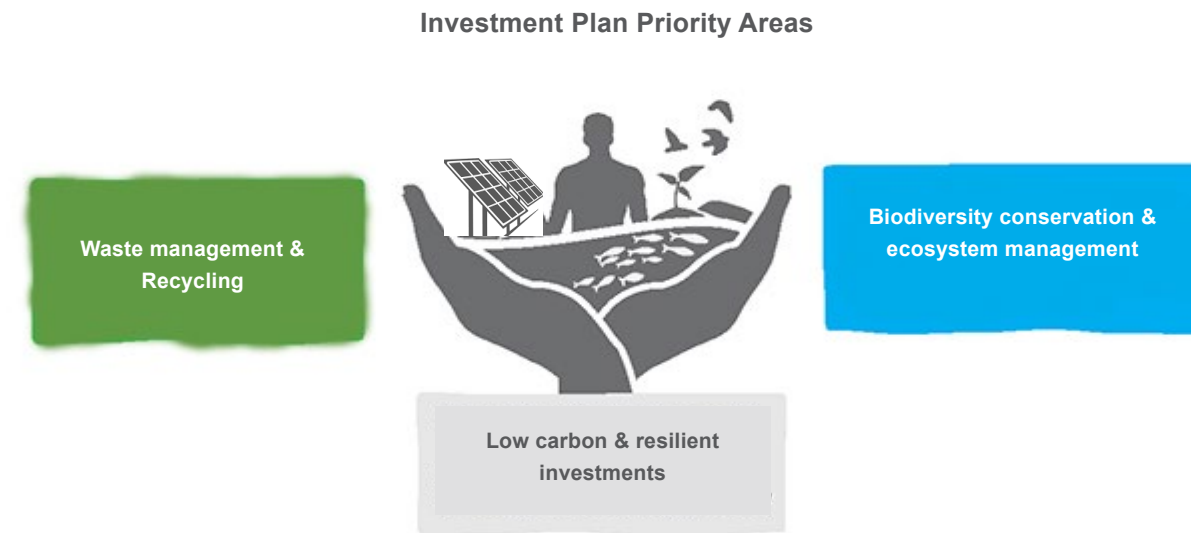 Investment Plan Priority Areas
Waste management &
Recycling
Biodiversity conservation &
ecosystem management
Low carbon & resilient
investments